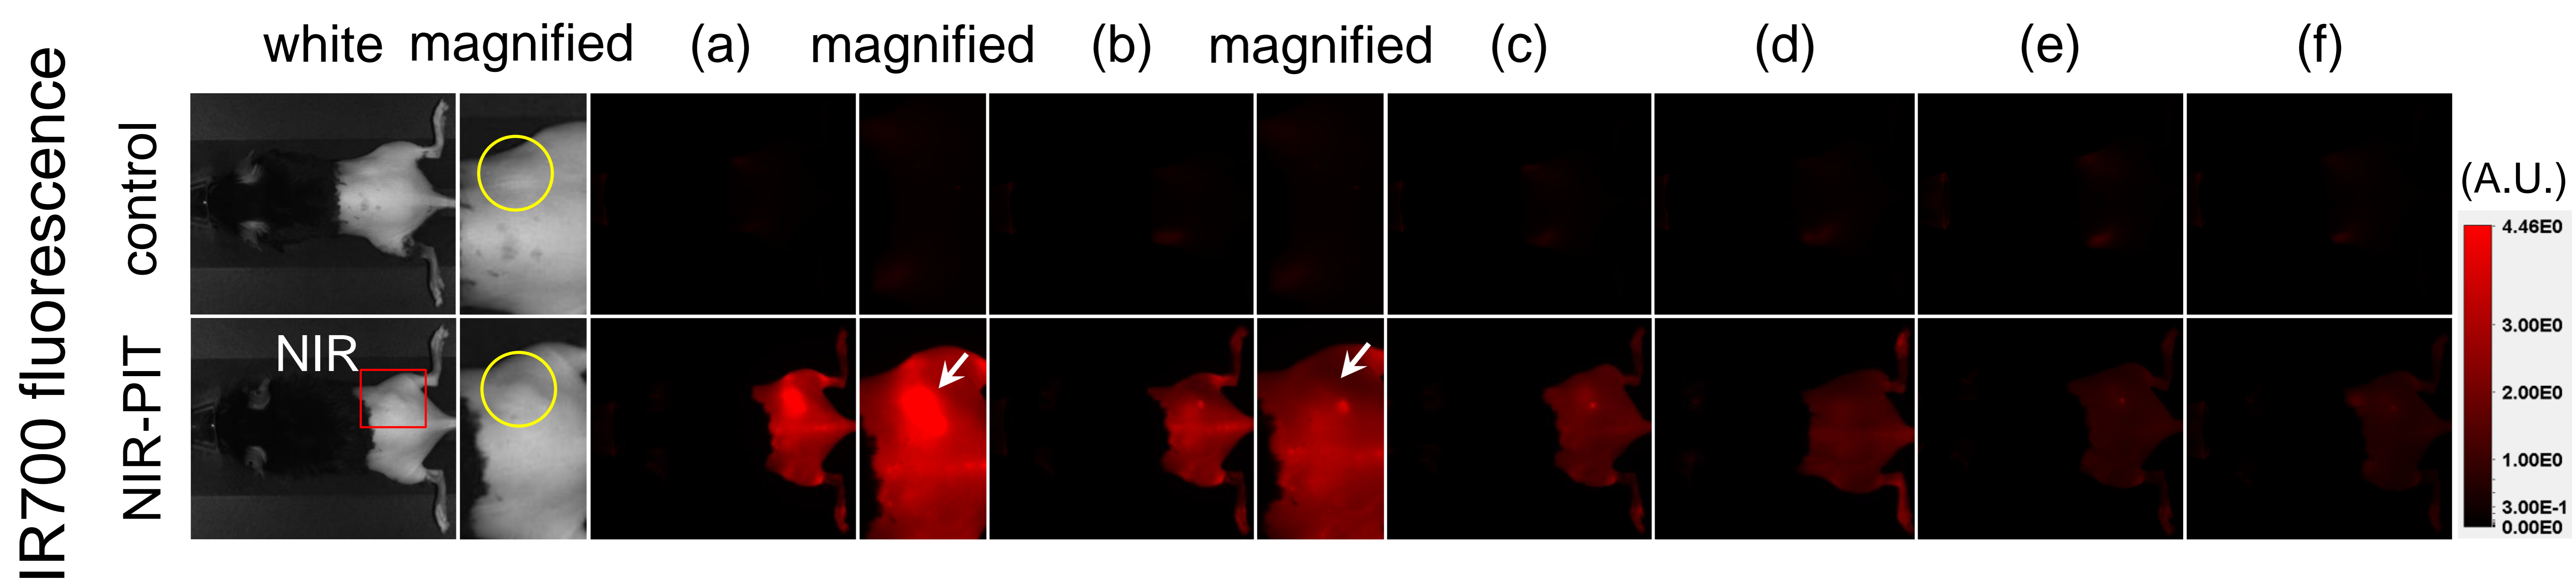 white magnified (a) magnified (b) magnified (c) (d) (e) (f)
IR700 fluorescence
control
NIR-PIT
NIR
(A.U.)
4.46E0
3.00E0
2.00E0
1.00E0
3.00E-1
0.00E0